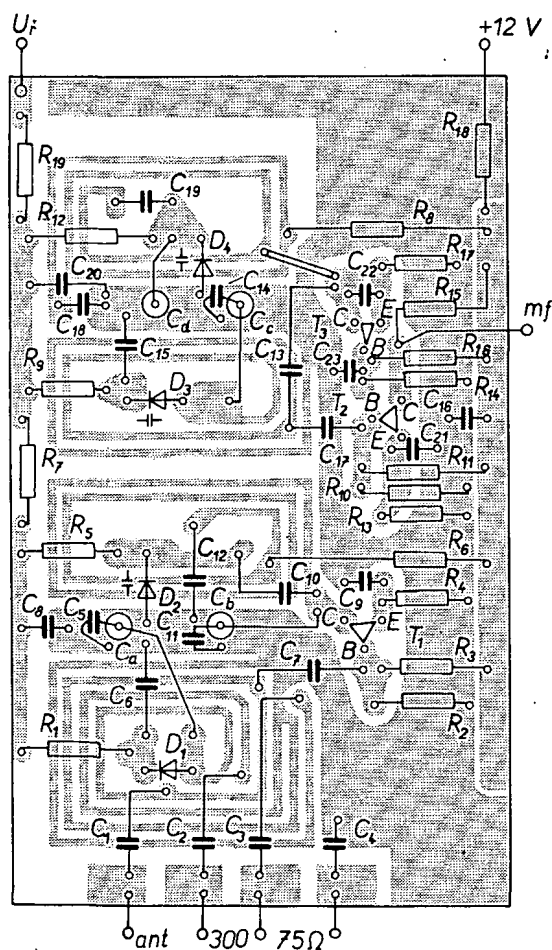 Ui
+12 V
R18
R19
C19
R12
R8
D4
R17
C20
C14
C22
R15
E
C18
Cd
Cc
C
T3
mf
C15
C13
B
C23
R18
R9
D3
R14
T2
B
C
C16
C17
E
C21
R7
R11
R10
R13
R5
C12
R6
C10
C9
R4
C8
C5
D2
Cb
C
E
Ca
C11
T1
C7
B
R3
C6
R1
D1
R2
C1
C2
C3
C4
ant
300
75Ω